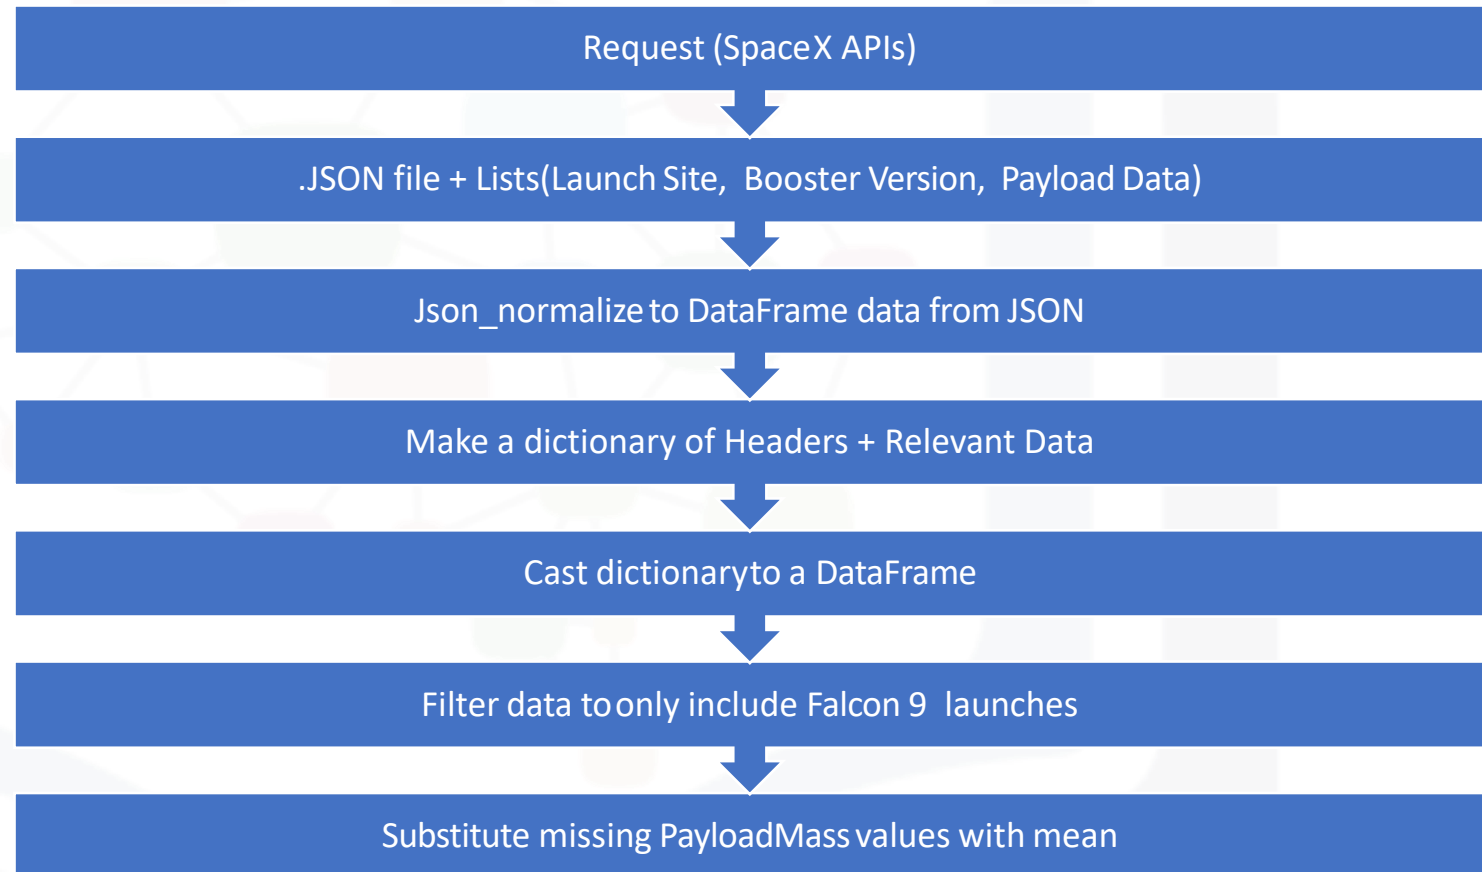 Request (SpaceX APIs)
.JSON file + Lists(Launch Site, Booster Version, Payload Data)
Json_normalize to DataFrame data from JSON
Make a dictionary of Headers + Relevant Data
Cast dictionary to a DataFrame
Filter data to only include Falcon 9 launches
Substitute missing PayloadMass values with mean